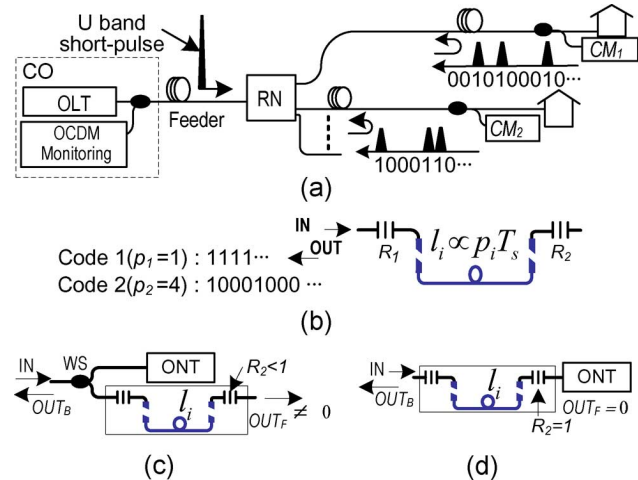 U band
short-pulse
CO
OLT
OCDM
Monitoring
Feeder
RN
CM1
0010100010···
CM2
1000110···
(a)
IN
OUT
Code 1(p1=1) : 1111···
Code 2(p2=4) : 10001000 ···
R1
li ∝ piTs
R2
(b)
IN
WS
ONT
R2<1
OUTB
li
OUTF ≠ 0
(c)
IN
OUTB
li
ONT
OUTF = 0
R2=1
(d)